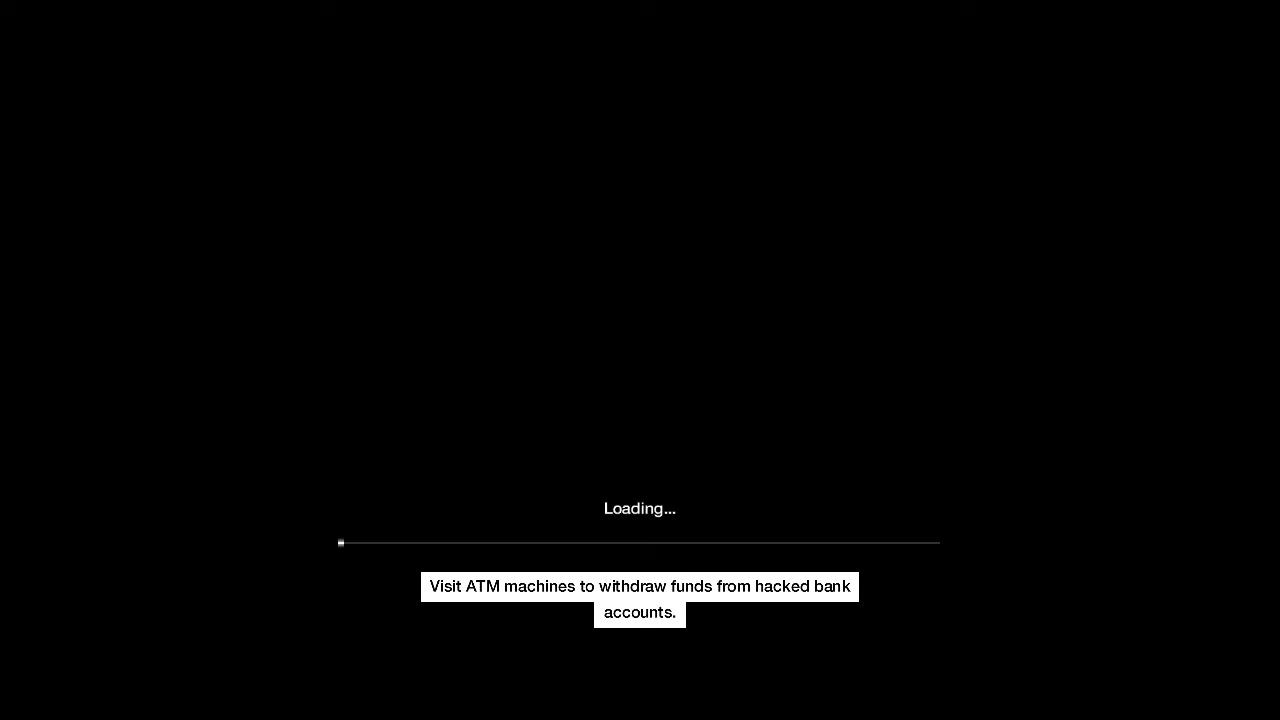 Loading...
Visit ATM machines to withdraw funds from hacked bank
accounts.